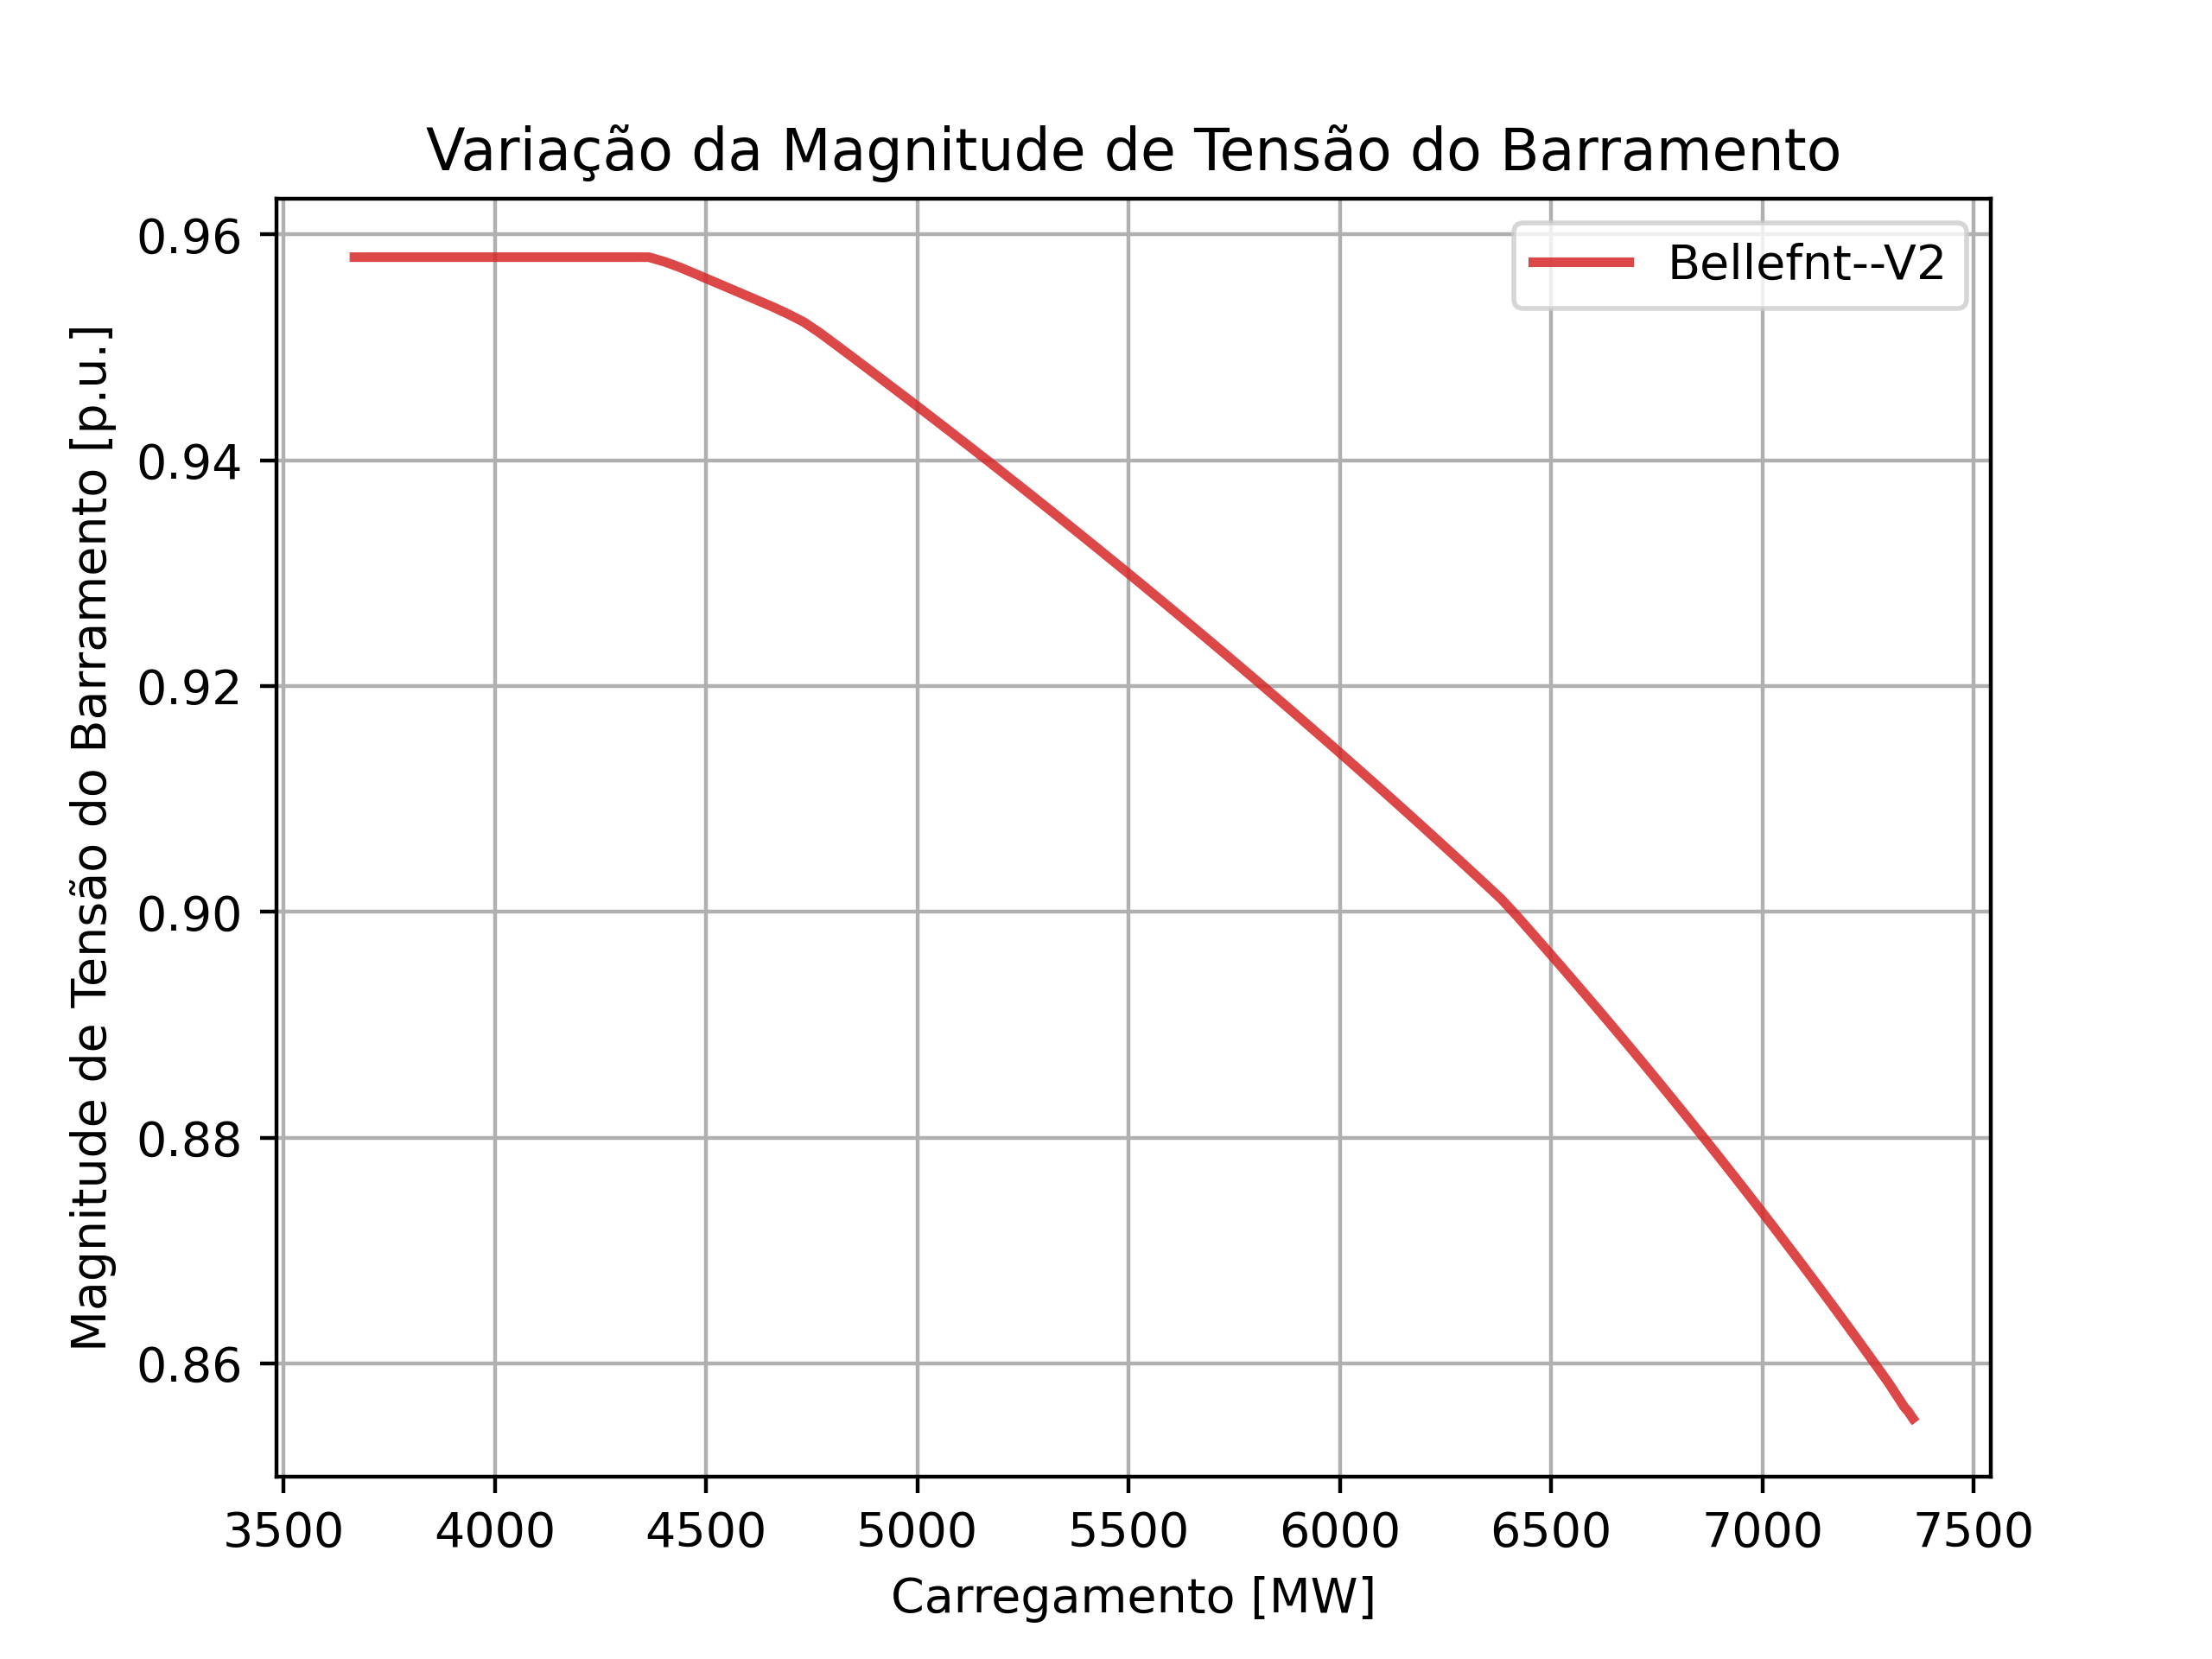 Variação da Magnitude de Tensão do Barramento
Bellefnt--V2
Magnitude de Tensão do Barramento [p.u.]
0.96
0.94
0.92
0.90
0.88
0.86
3500 4000 4500 5000 5500 6000 6500 7000 7500
Carregamento [MW]